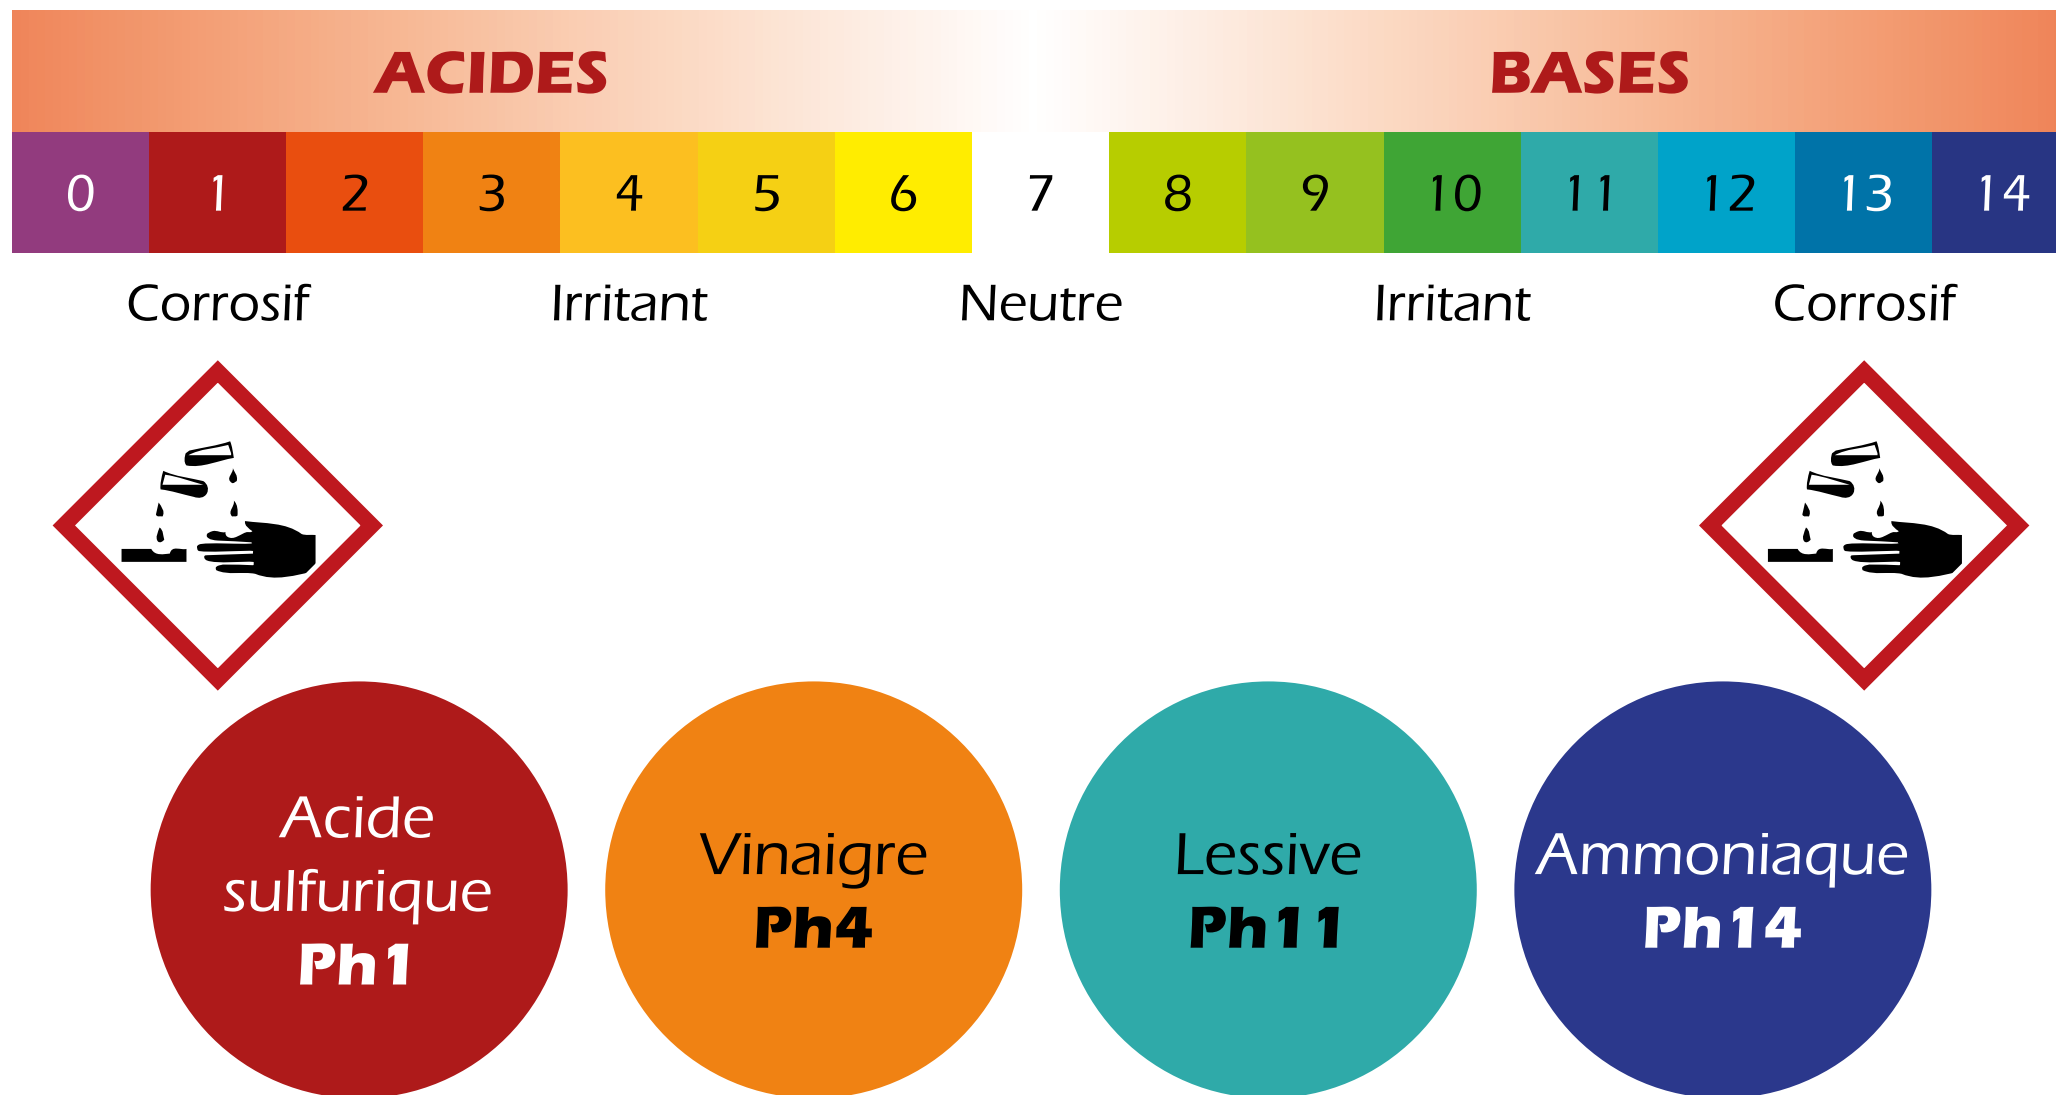 ACIDES BASES
0 1 2 3 4 5 6 7 8 9 10 11 12 13 14
Corrosif Irritant Neutre Irritant Corrosif
Acide
sulfurique
Ph1
Vinaigre
Ph4
Lessive
Ph11
Ammoniaque
Ph14